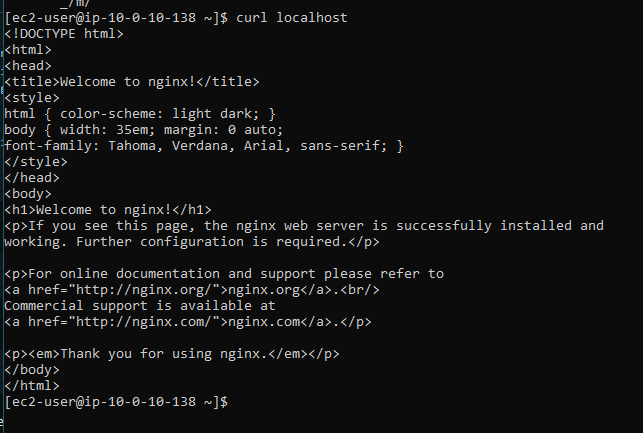 _/m/
[ec2-user@ip-10-0-10-138 ~]$ curl localhost
<!DOCTYPE html>
<html>
<head>
<title>Welcome to nginx!</title>
<style>
html { color-scheme: light dark; }
body { width: 35em; margin: 0 auto;
font-family: Tahoma, Verdana, Arial, sans-serif; }
</style>
</head>
<body>
<h1>Welcome to nginx!</h1>
<p>If you see this page, the nginx web server is successfully installed and
working. Further configuration is required.</p>

<p>For online documentation and support please refer to
<a href="http://nginx.org/">nginx.org</a>.<br/>
Commercial support is available at
<a href="http://nginx.com/">nginx.com</a>.</p>

<p><em>Thank you for using nginx.</em></p>
</body>
</html>
[ec2-user@ip-10-0-10-138 ~]$